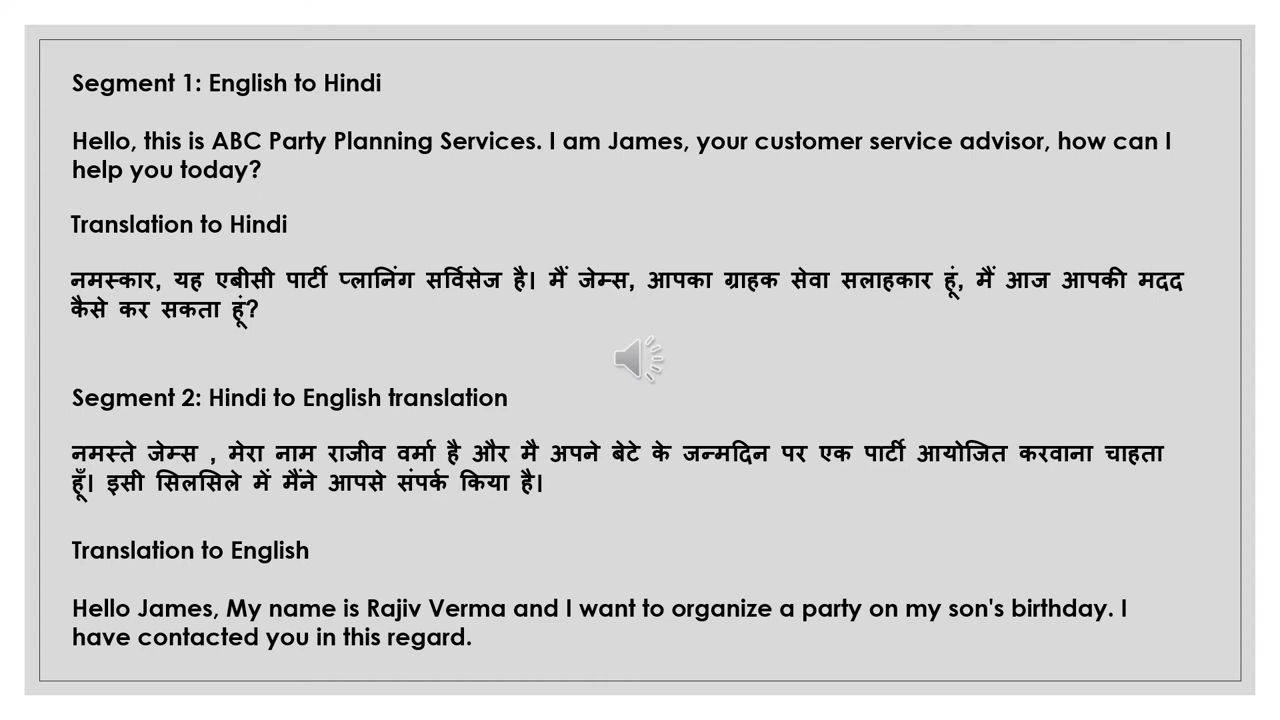 Segment 1: English to Hindi
Hello, this is ABC Party Planning Services. I am James, your customer service advisor, how can I
help you today?
Translation to Hindi
नमस्कार, यह एबीसी पार्टी प्लानिंग सर्विसेज है। मैं जेम्स, आपका ग्राहक सेवा सलाहकार हूं, मैं आज आपकी मदद
कैसे कर सकता हूं?
Segment 2: Hindi to English translation
नमस्ते जेम्स , मेरा नाम राजीव वर्मा है और मै अपने बेटे के जन्मदिन पर एक पार्टी आयोजित करवाना चाहता
हूँ। इसी सिलसिले में मैंने आपसे संपर्क किया है।
Translation to English
Hello James, My name is Rajiv Verma and I want to organize a party on my son's birthday. I
have contacted you in this regard.